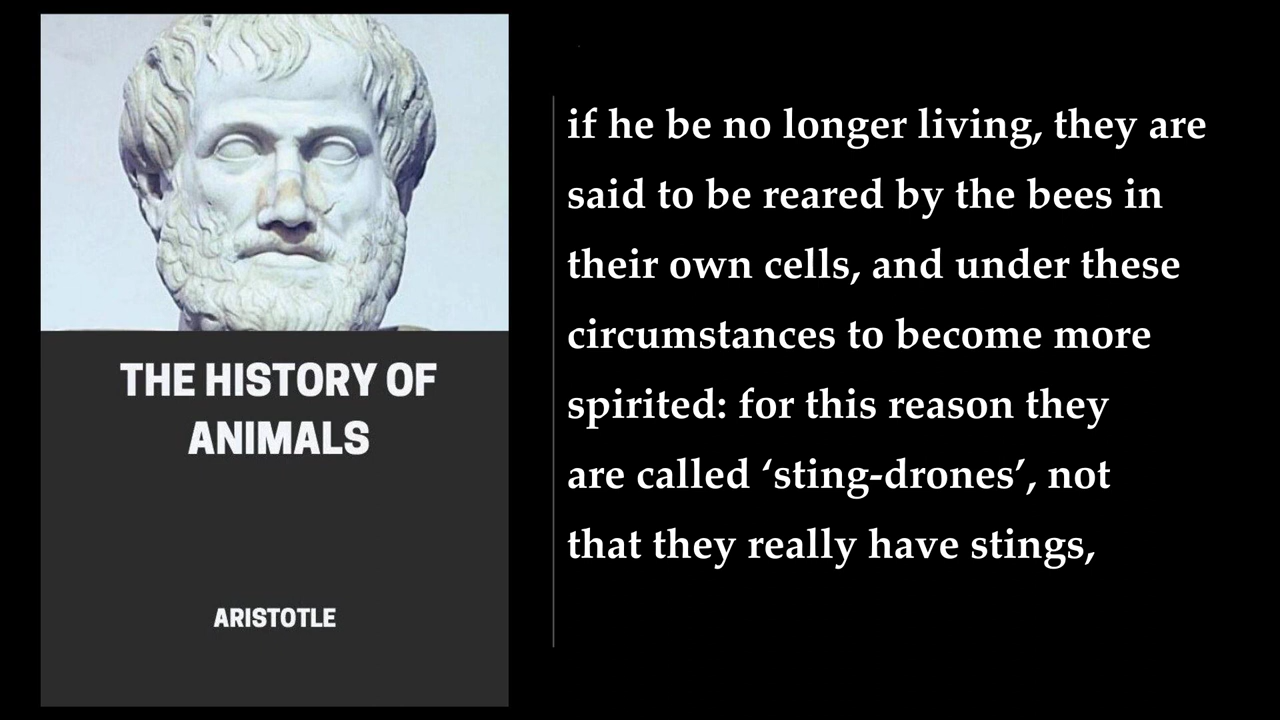 THE HISTORY OF
ANIMALS
ARISTOTLE
if he be no longer living, they are
said to be reared by the bees in
their own cells, and under these
circumstances to become more
spirited: for this reason they
are called ‘sting-drones’, not
that they really have stings,